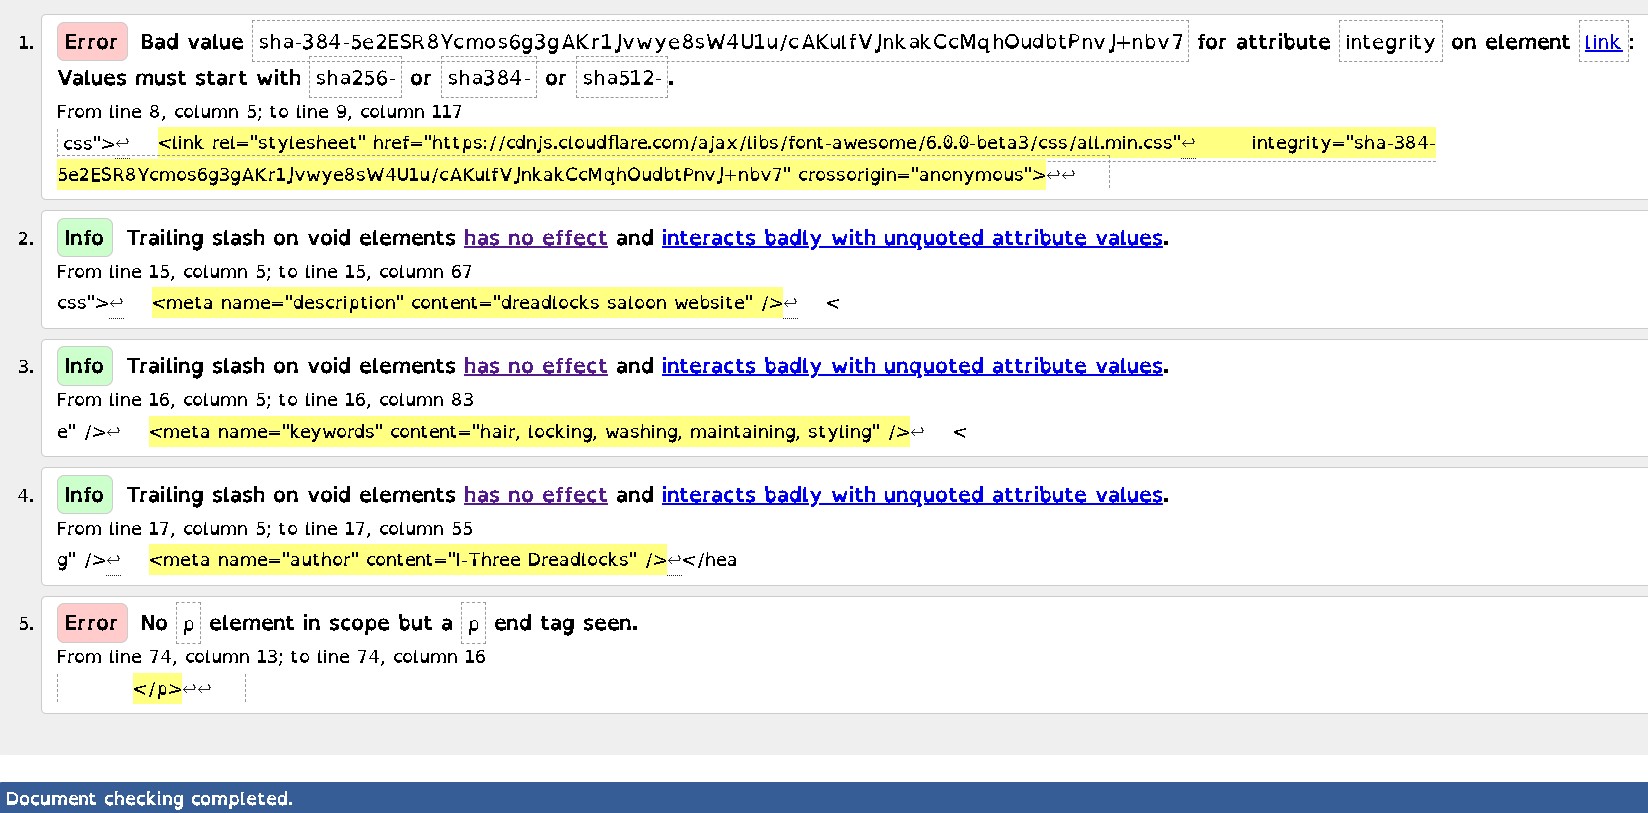 1. Error Bad value sha-384-5e2ESR8Ycmos6g3gAKr1Jvwye8sW4U1u/cAKulfVJnkakCcMqhOudbtPnvJ+nbv7 for attribute integrity on element link:
Values must start with sha256- or sha384- or sha512-.
From line 8, column 5; to line 9, column 117
css">↩ <link rel="stylesheet" href="https://cdnjs.cloudflare.com/ajax/libs/font-awesome/6.0.0-beta3/css/all.min.css"↩ integrity="sha-384-
5e2ESR8Ycmos6g3gAKr1Jvwye8sW4U1u/cAKulfVJnkakCcMqhOudbtPnvJ+nbv7" crossorigin="anonymous">↩↩
2. Info Trailing slash on void elements has no effect and interacts badly with unquoted attribute values.
From line 15, column 5; to line 15, column 67
css">↩ <meta name="description" content="dreadlocks saloon website" />↩ <
3. Info Trailing slash on void elements has no effect and interacts badly with unquoted attribute values.
From line 16, column 5; to line 16, column 83
e" />↩ <meta name="keywords" content="hair, locking, washing, maintaining, styling" />↩ <
4. Info Trailing slash on void elements has no effect and interacts badly with unquoted attribute values.
From line 17, column 5; to line 17, column 55
g" />↩ <meta name="author" content="I-Three Dreadlocks" />↩</hea
5. Error No p element in scope but a p end tag seen.
From line 74, column 13; to line 74, column 16
</p>↩↩
Document checking completed.